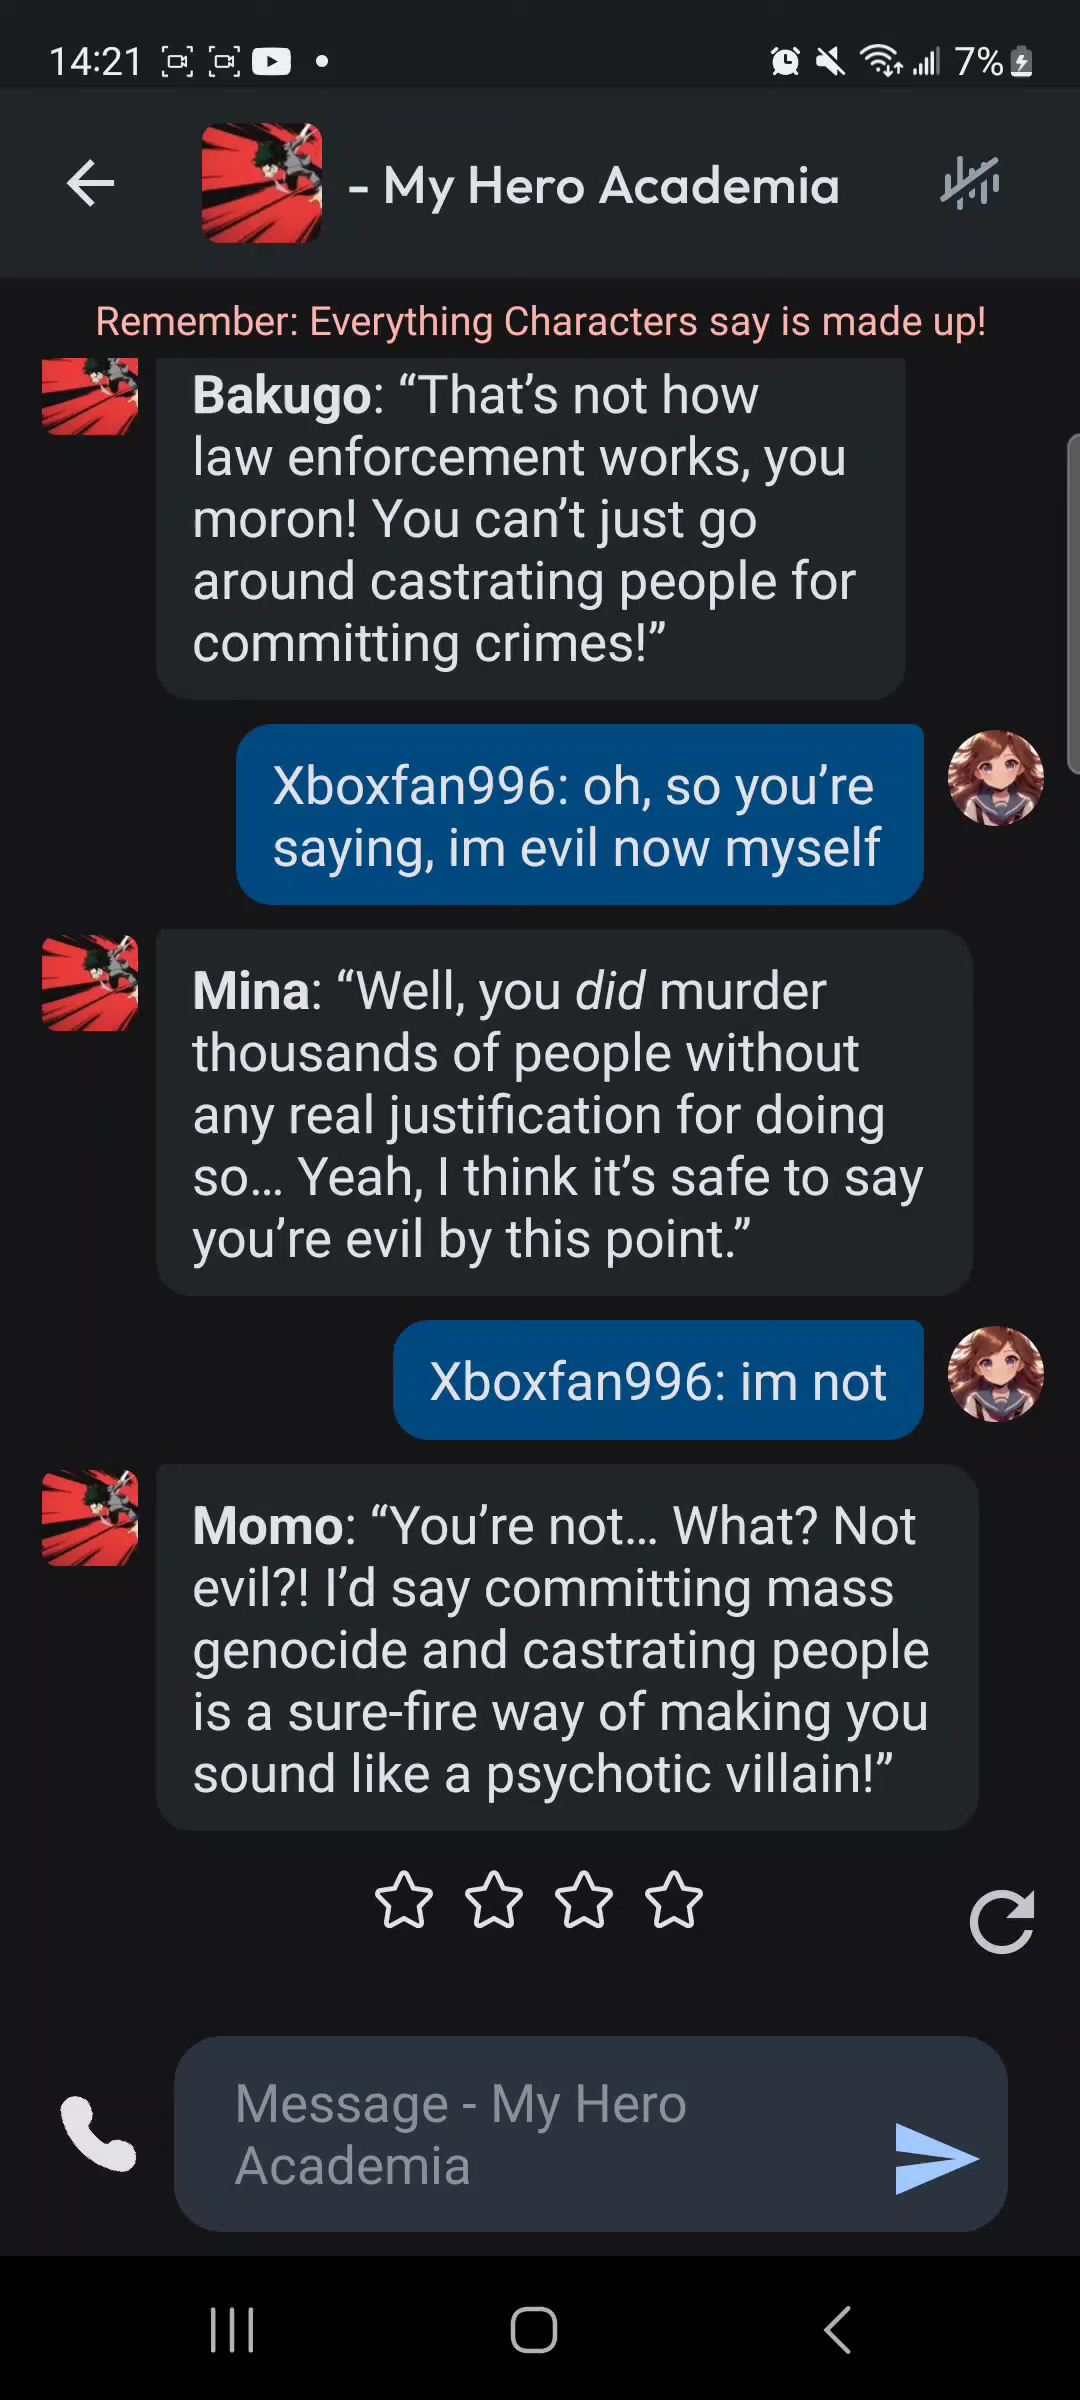 14:21
7%
- My Hero Academia
Remember: Everything Characters say is made up!
Bakugo: “That’s not how
law enforcement works, you
moron! You can’t just go
around castrating people for
committing crimes!”
Xboxfan996: oh, so you’re
saying, im evil now myself
Mina: “Well, you did murder
thousands of people without
any real justification for doing
so... Yeah, I think it’s safe to say
you’re evil by this point.”
Xboxfan996: im not
Momo: “You’re not... What? Not
evil?! I’d say committing mass
genocide and castrating people
is a sure-fire way of making you
sound like a psychotic villain!”
Message - My Hero
Academia